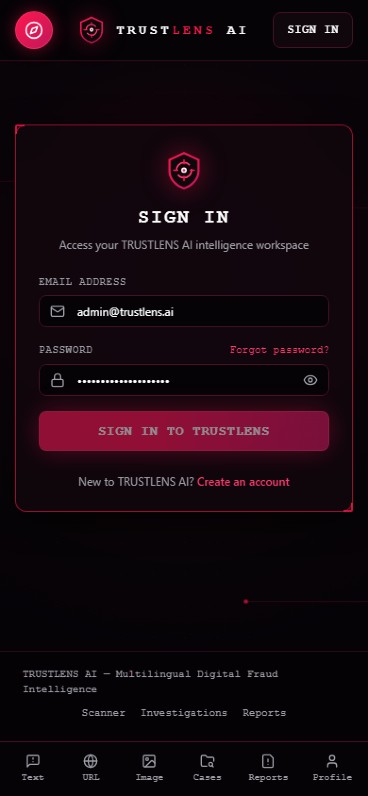 TRUSTLENS AI
SIGN IN
SIGN IN
Access your TRUSTLENS AI intelligence workspace
EMAIL ADDRESS
admin@trustlens.ai
PASSWORD
Forgot password?
••••••••••••••••••••
SIGN IN TO TRUSTLENS
New to TRUSTLENS AI? Create an account
TRUSTLENS AI — Multilingual Digital Fraud
Intelligence
Scanner Investigations Reports
Text URL Image Cases Reports Profile